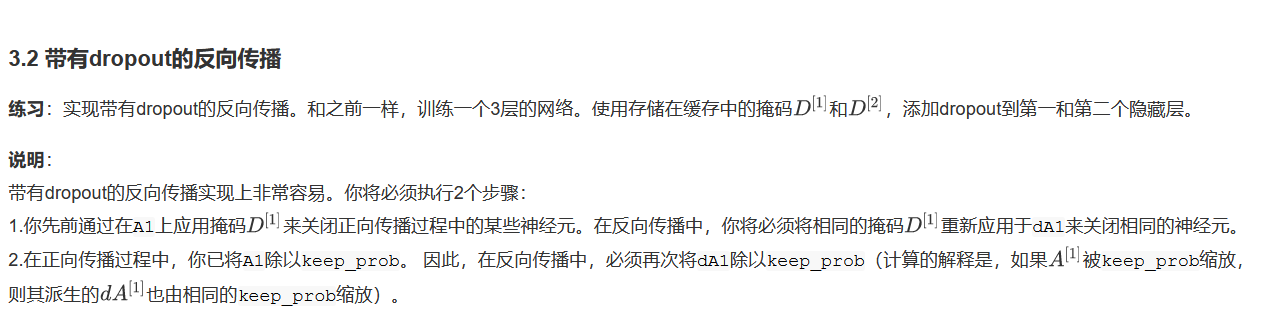 3.2 带有dropout的反向传播
练习：实现带有dropout的反向传播。和之前一样，训练一个3层的网络。使用存储在缓存中的掩码D^{[1]}和D^{[2]}，添加dropout到第一和第二个隐藏层。
说明：
带有dropout的反向传播实现上非常容易。你将必须执行2个步骤：
1.你先前通过在A1上应用掩码D^{[1]}来关闭正向传播过程中的某些神经元。在反向传播中，你将必须将相同的掩码D^{[1]}重新应用于dA1来关闭相同的神经元。
2.在正向传播过程中，你已将A1除以keep_prob。 因此，在反向传播中，必须再次将dA1除以keep_prob（计算的解释是，如果A^{[1]}被keep_prob缩放，
则其派生的dA^{[1]}也由相同的keep_prob缩放）。